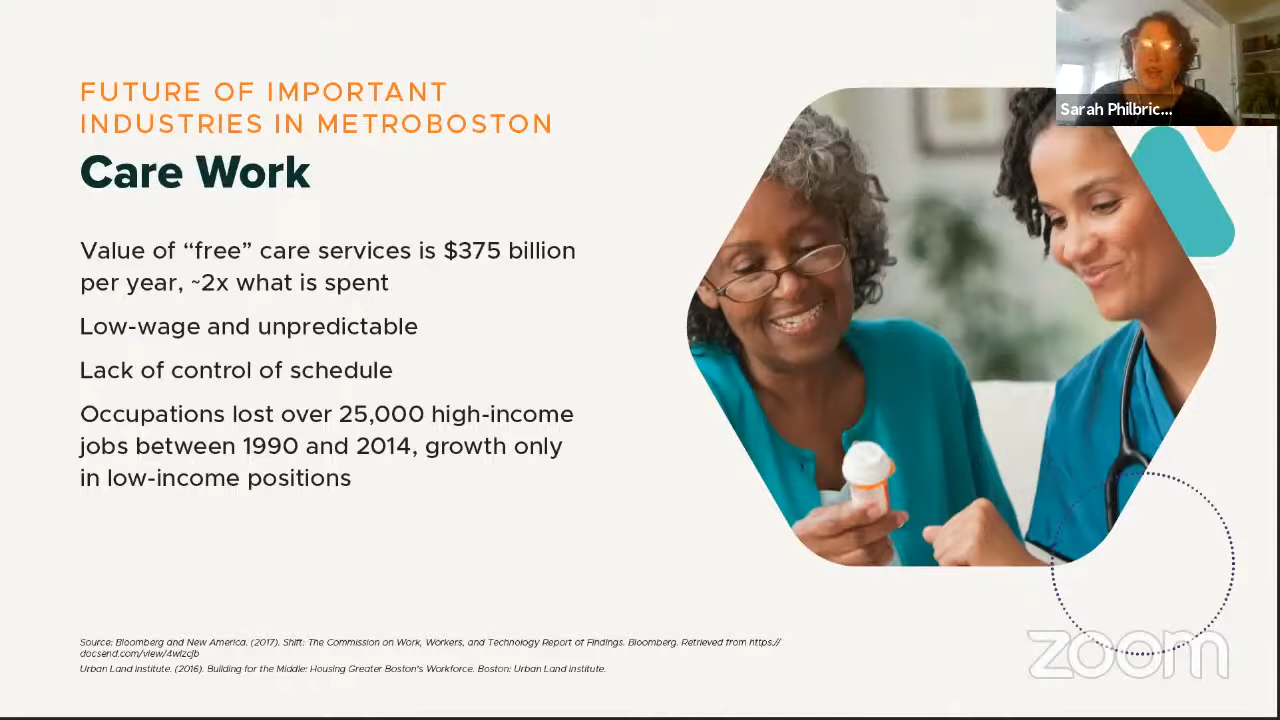 FUTURE OF IMPORTANT
INDUSTRIES IN METROBOSTON
Care Work
Value of “free” care services is $375 billion
per year, ~2x what is spent
Low-wage and unpredictable
Lack of control of schedule
Occupations lost over 25,000 high-income
jobs between 1990 and 2014, growth only
in low-income positions
Source: Bloomberg and New America. (2017). Shift: The Commission on Work, Workers, and Technology Report of Findings. Bloomberg. Retrieved from https://
Urban Land Institute. (2016). Building for the Middle: Housing Greater Boston's Workforce. Boston: Urban Land Institute.
Sarah Philbric...
zoom